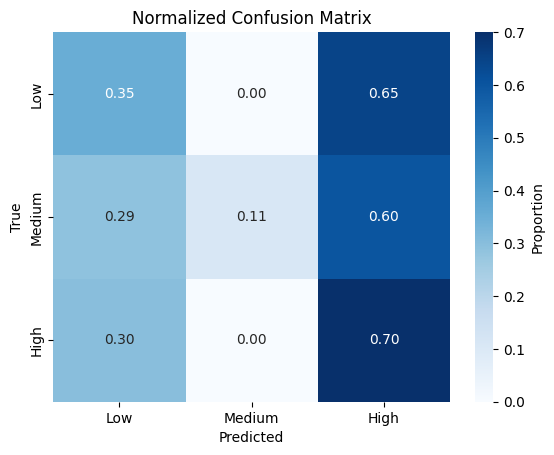 Normalized Confusion Matrix
Low
0.35
0.00
0.65
0.7
0.6
0.5
0.4
0.3
0.2
0.1
0.0
Proportion
True
Medium
0.29
0.11
0.60
High
0.30
0.00
0.70
Low
Medium
High
Predicted